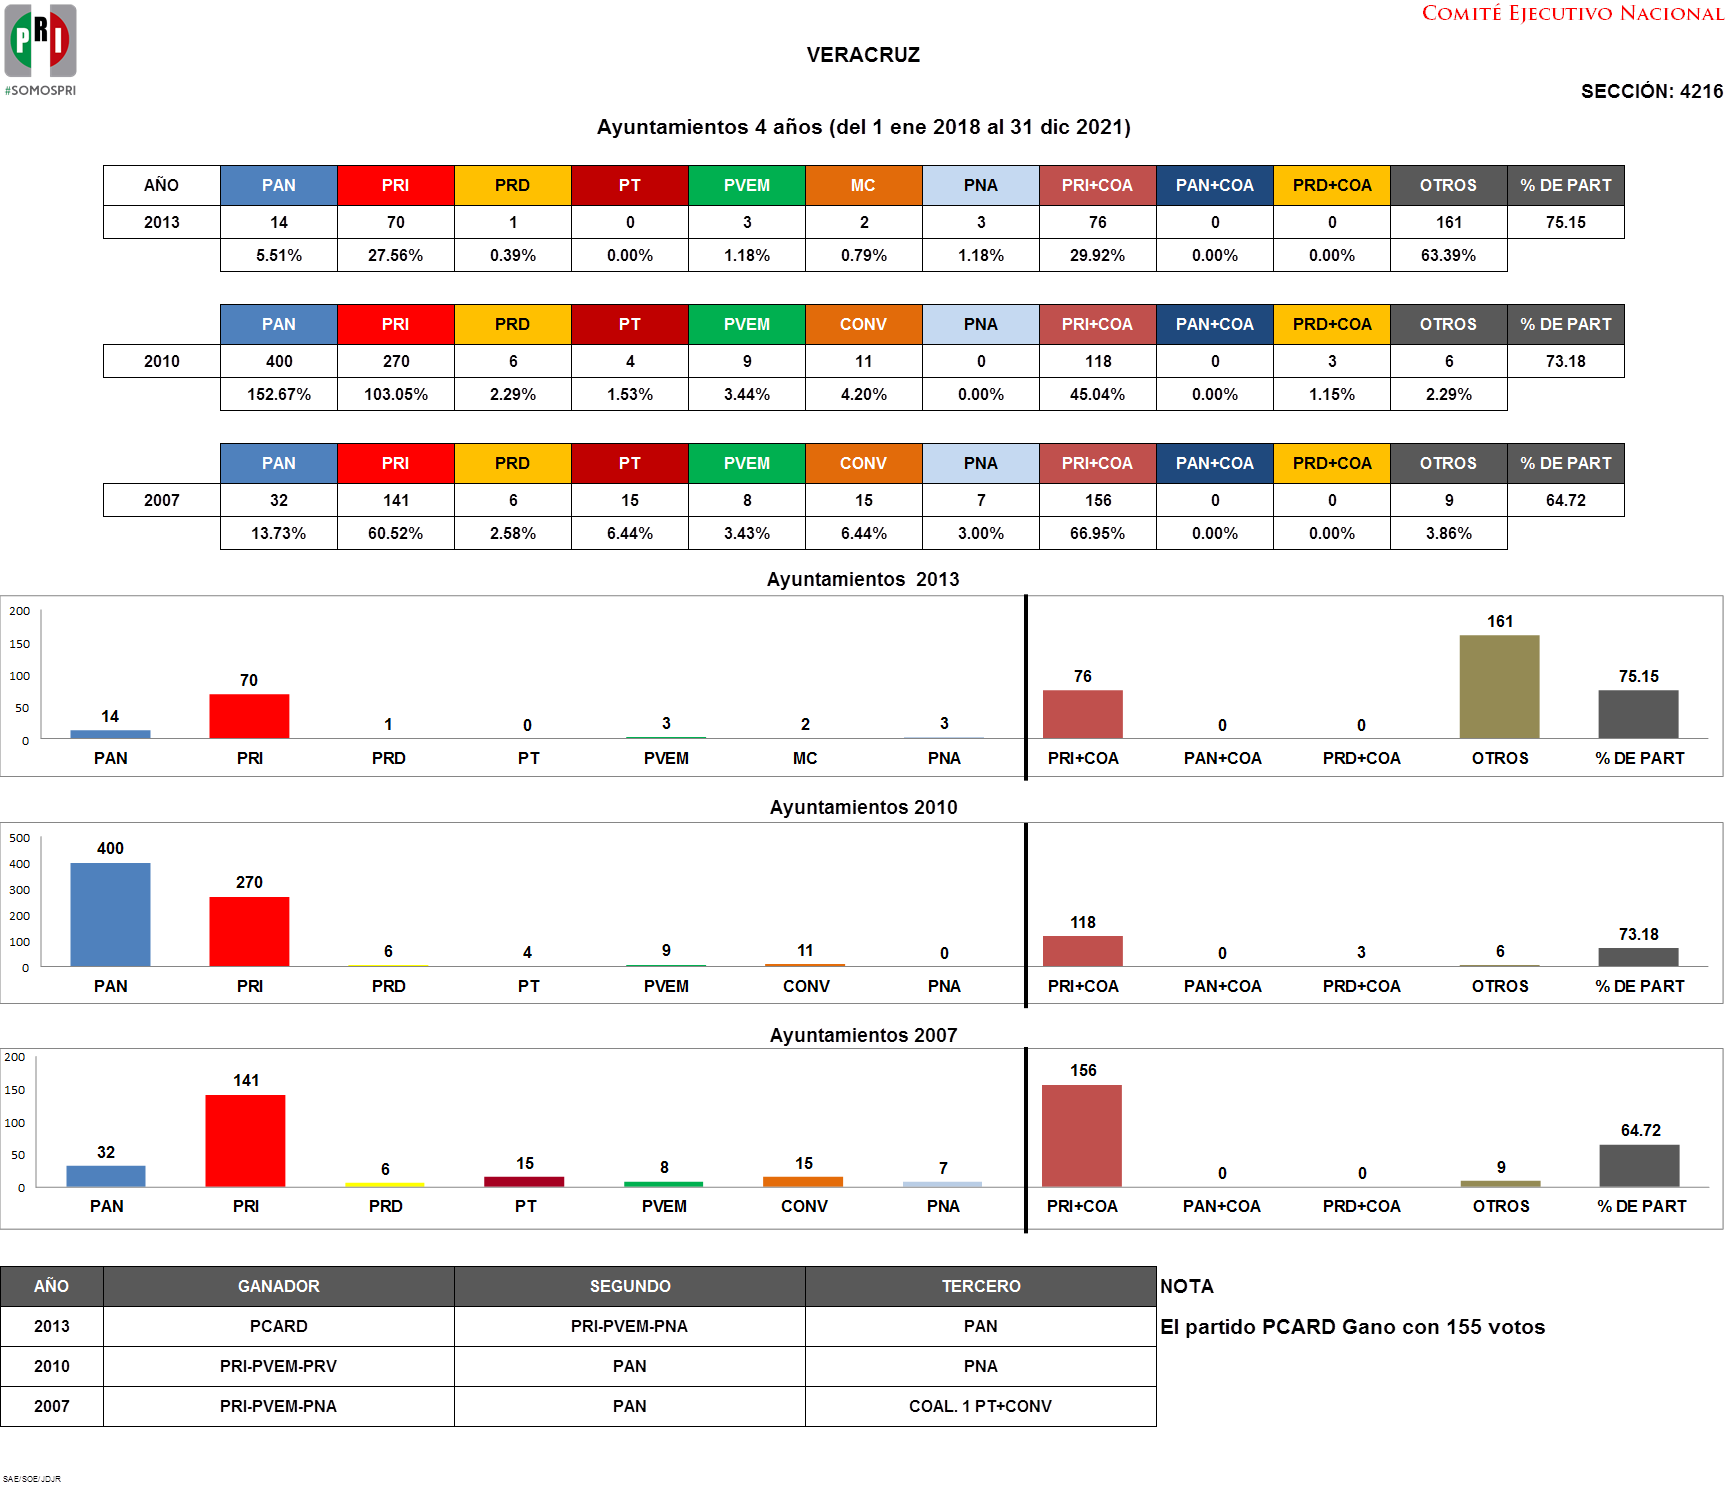 PRI
#SOMOSPRI
COMITÉ EJECUTIVO NACIONAL
VERACRUZ
SECCIÓN: 4216
Ayuntamientos 4 años (del 1 ene 2018 al 31 dic 2021)
AÑO PAN PRI PRD PT PVEM MC PNA PRI+COA PAN+COA PRD+COA OTROS % DE PART
2013 14 70 1 0 3 2 3 76 0 0 161 75.15
5.51% 27.56% 0.39% 0.00% 1.18% 0.79% 1.18% 29.92% 0.00% 0.00% 63.39%
PAN PRI PRD PT PVEM CONV PNA PRI+COA PAN+COA PRD+COA OTROS % DE PART
2010 400 270 6 4 9 11 0 118 0 3 6 73.18
152.67% 103.05% 2.29% 1.53% 3.44% 4.20% 0.00% 45.04% 0.00% 1.15% 2.29%
PAN PRI PRD PT PVEM CONV PNA PRI+COA PAN+COA PRD+COA OTROS % DE PART
2007 32 141 6 15 8 15 7 156 0 0 9 64.72
13.73% 60.52% 2.58% 6.44% 3.43% 6.44% 3.00% 66.95% 0.00% 0.00% 3.86%
Ayuntamientos 2013
200
150
100
50
0
14 70 1 0 3 2 3 76 0 0 161 75.15
PAN PRI PRD PT PVEM MC PNA PRI+COA PAN+COA PRD+COA OTROS % DE PART
Ayuntamientos 2010
500
400
300
200
100
0
400 270 6 4 9 11 0 118 0 3 6 73.18
PAN PRI PRD PT PVEM CONV PNA PRI+COA PAN+COA PRD+COA OTROS % DE PART
Ayuntamientos 2007
200
150
100
50
0
32 141 6 15 8 15 7 156 0 0 9 64.72
PAN PRI PRD PT PVEM CONV PNA PRI+COA PAN+COA PRD+COA OTROS % DE PART
AÑO GANADOR SEGUNDO TERCERO NOTA
2013 PCARD PRI-PVEM-PNA PAN El partido PCARD Gano con 155 votos
2010 PRI-PVEM-PRV PAN PNA
2007 PRI-PVEM-PNA PAN COAL. 1 PT+CONV
SAE/SOE/JDJR